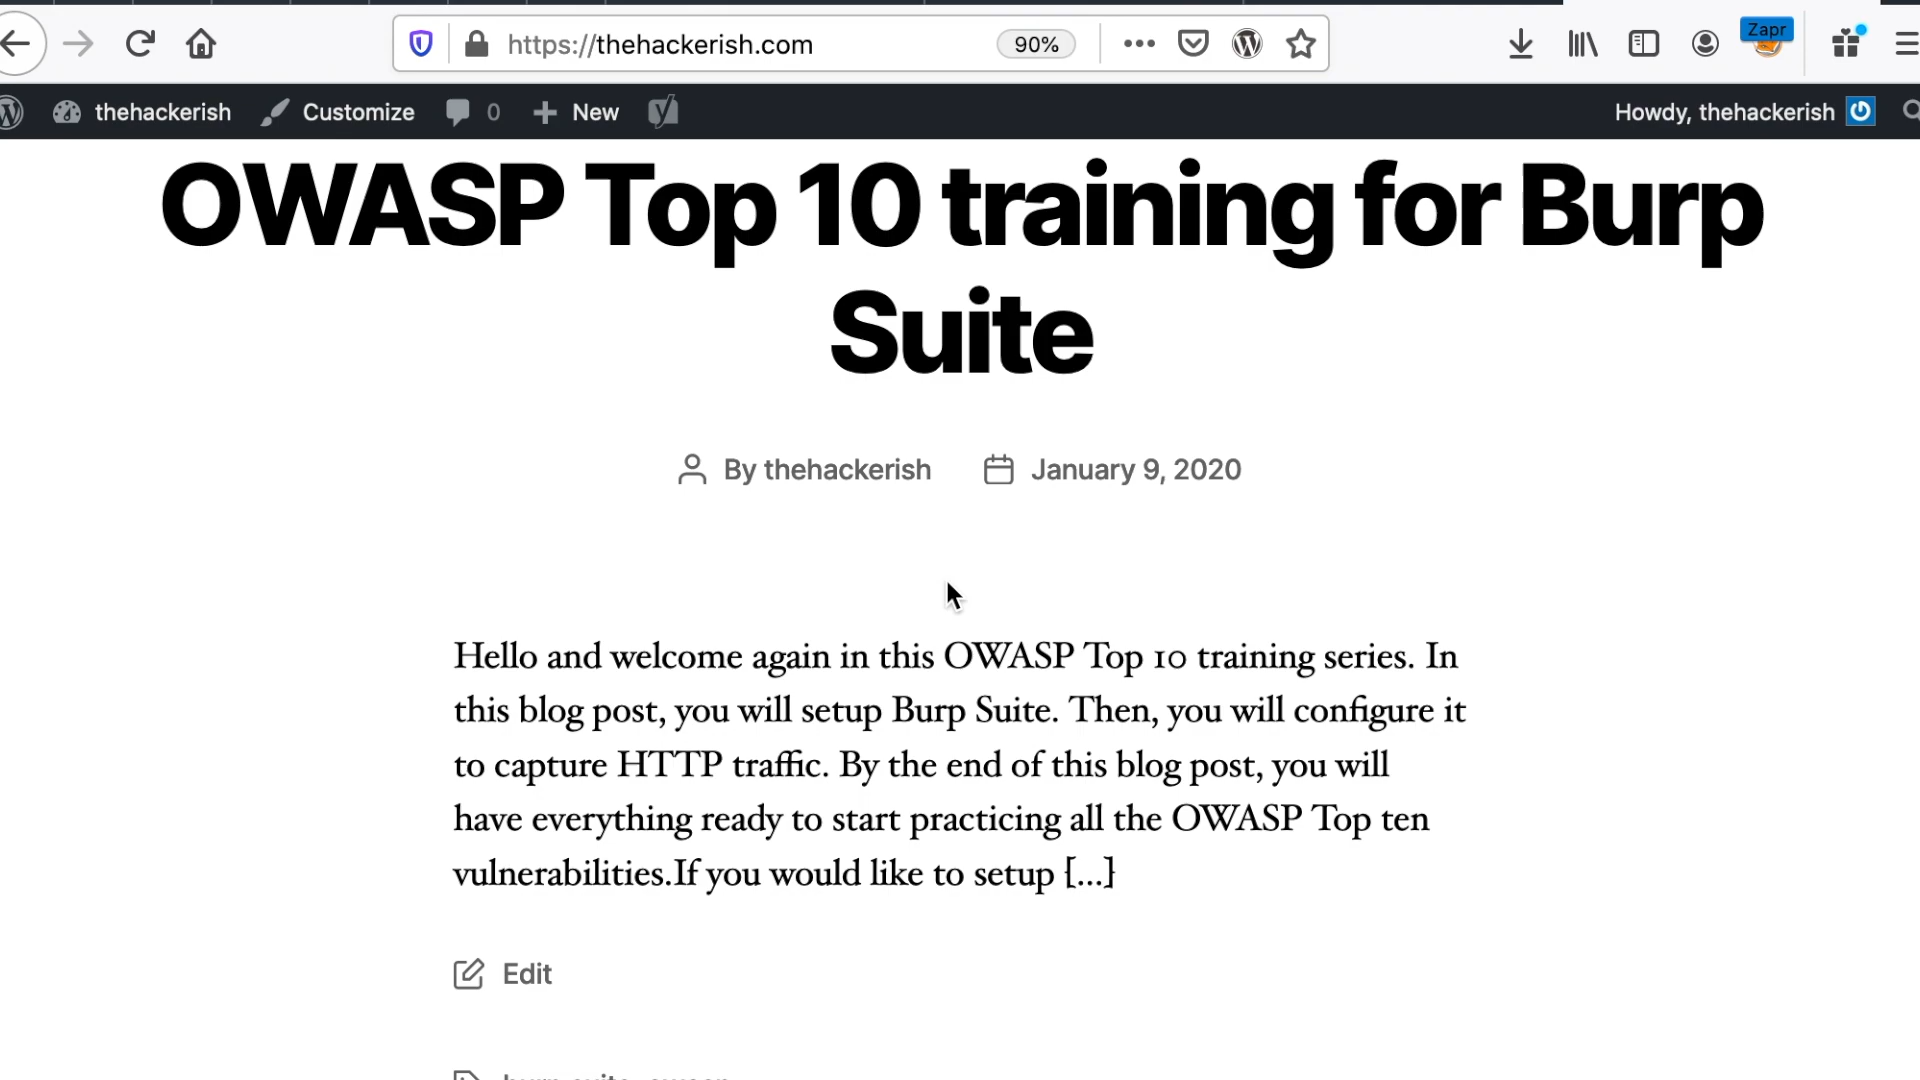 https://thehackerish.com
90%
Zapr
thehackerish
Customize
0
New
Howdy, thehackerish
OWASP Top 10 training for Burp
Suite
By thehackerish
January 9, 2020
Hello and welcome again in this OWASP Top 10 training series. In
this blog post, you will setup Burp Suite. Then, you will configure it
to capture HTTP traffic. By the end of this blog post, you will
have everything ready to start practicing all the OWASP Top ten
vulnerabilities.If you would like to setup [...]
Edit